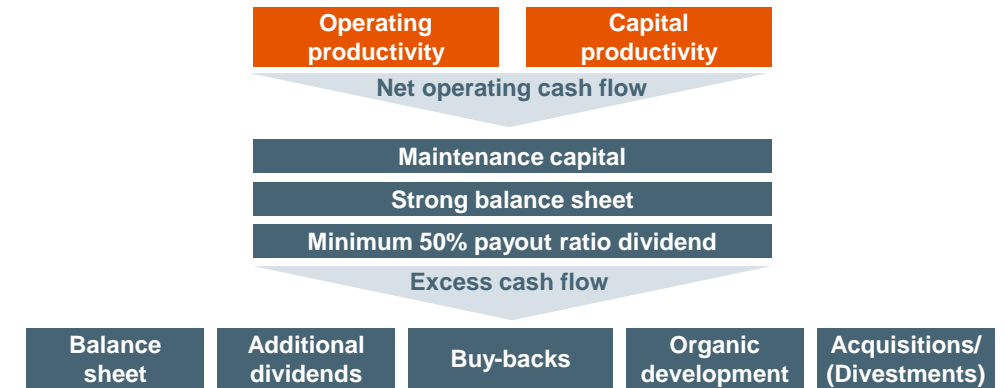 Operating
productivity
Capital
productivity
Net operating cash flow
Maintenance capital
Strong balance sheet
Minimum 50% payout ratio dividend
Excess cash flow
Balance
sheet
Additional
dividends
Buy-backs
Organic
development
Acquisitions/
(Divestments)